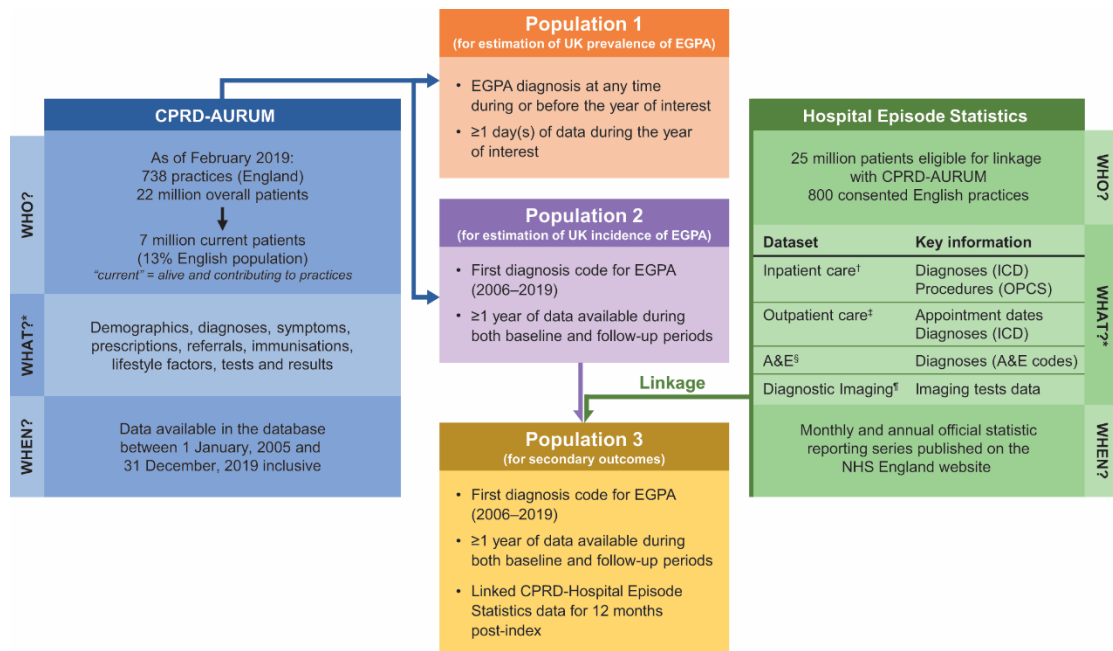 CPRD-AURUM
WHO?
As of February 2019:
738 practices (England)
22 million overall patients
7 million current patients
(13% English population)
"current" = alive and contributing to practices
WHAT?*
Demographics, diagnoses, symptoms,
prescriptions, referrals, immunisations,
lifestyle factors, tests and results
WHEN?
Data available in the database
between 1 January, 2005 and
31 December, 2019 inclusive
Population 1
(for estimation of UK prevalence of EGPA)
• EGPA diagnosis at any time
during or before the year of interest
• ≥1 day(s) of data during the year
of interest
Population 2
(for estimation of UK incidence of EGPA)
• First diagnosis code for EGPA
(2006–2019)
• ≥1 year of data available during
both baseline and follow-up periods
Linkage
Population 3
(for secondary outcomes)
• First diagnosis code for EGPA
(2006–2019)
• ≥1 year of data available during
both baseline and follow-up periods
• Linked CPRD-Hospital Episode
Statistics data for 12 months
post-index
Hospital Episode Statistics
25 million patients eligible for linkage
with CPRD-AURUM
800 consented English practices
WHO?
Dataset Key information
Inpatient care† Diagnoses (ICD)
Procedures (OPCS)
Outpatient care‡ Appointment dates
Diagnoses (ICD)
A&E§ Diagnoses (A&E codes)
Diagnostic Imaging¶ Imaging tests data
WHAT?*
Monthly and annual official statistic
reporting series published on the
NHS England website
WHEN?